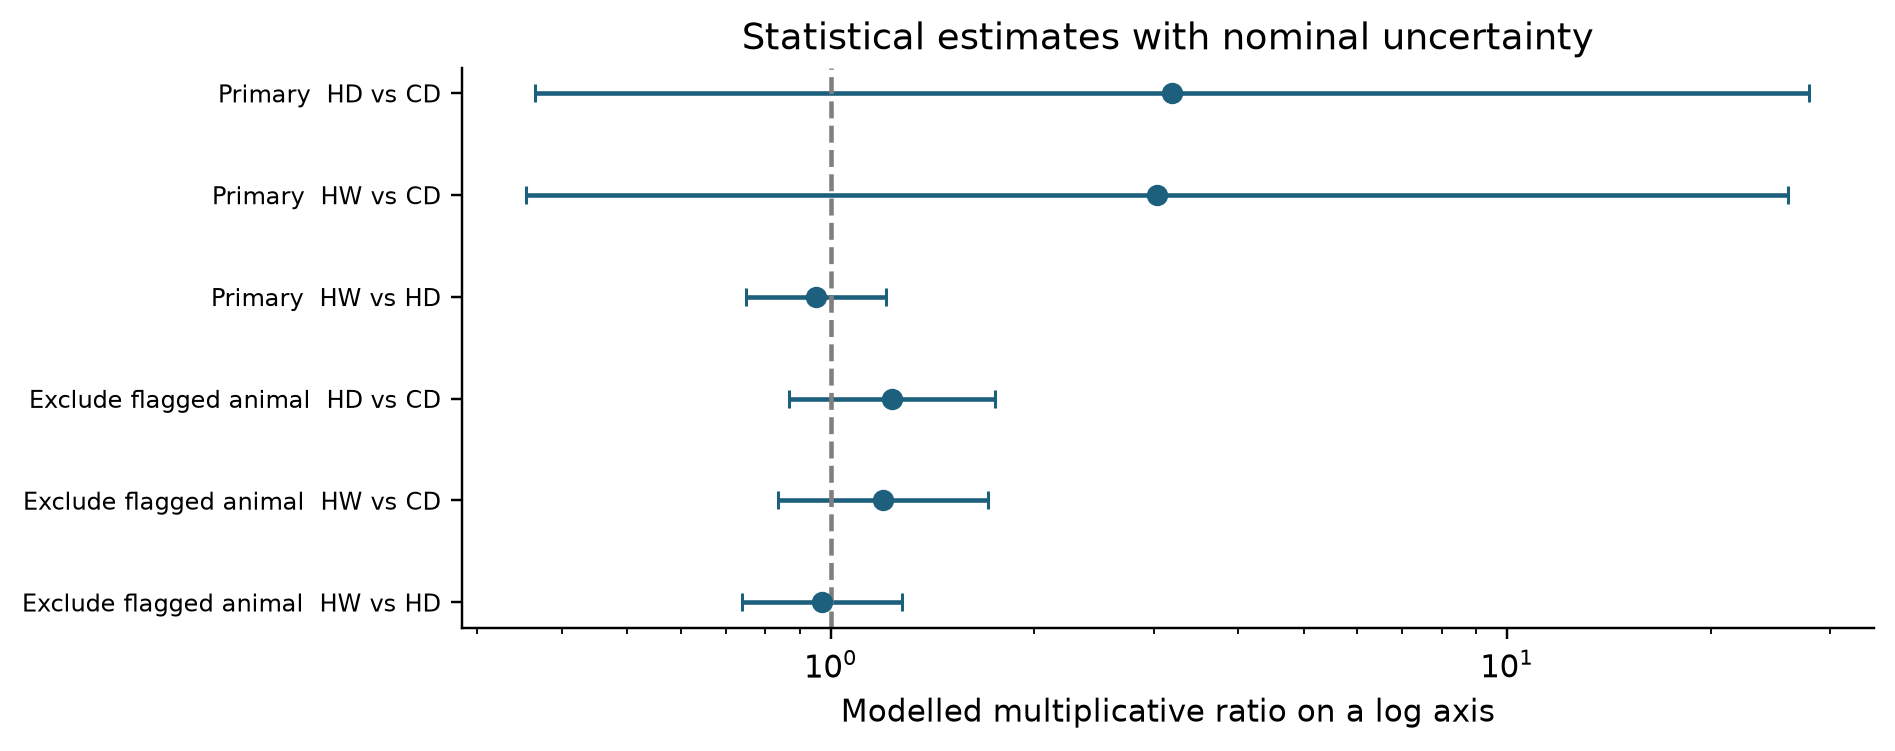 Statistical estimates with nominal uncertainty
Primary  HD vs CD
Primary  HW vs CD
Primary  HW vs HD
Exclude flagged animal  HD vs CD
Exclude flagged animal  HW vs CD
Exclude flagged animal  HW vs HD
10⁰ 10¹
Modelled multiplicative ratio on a log axis